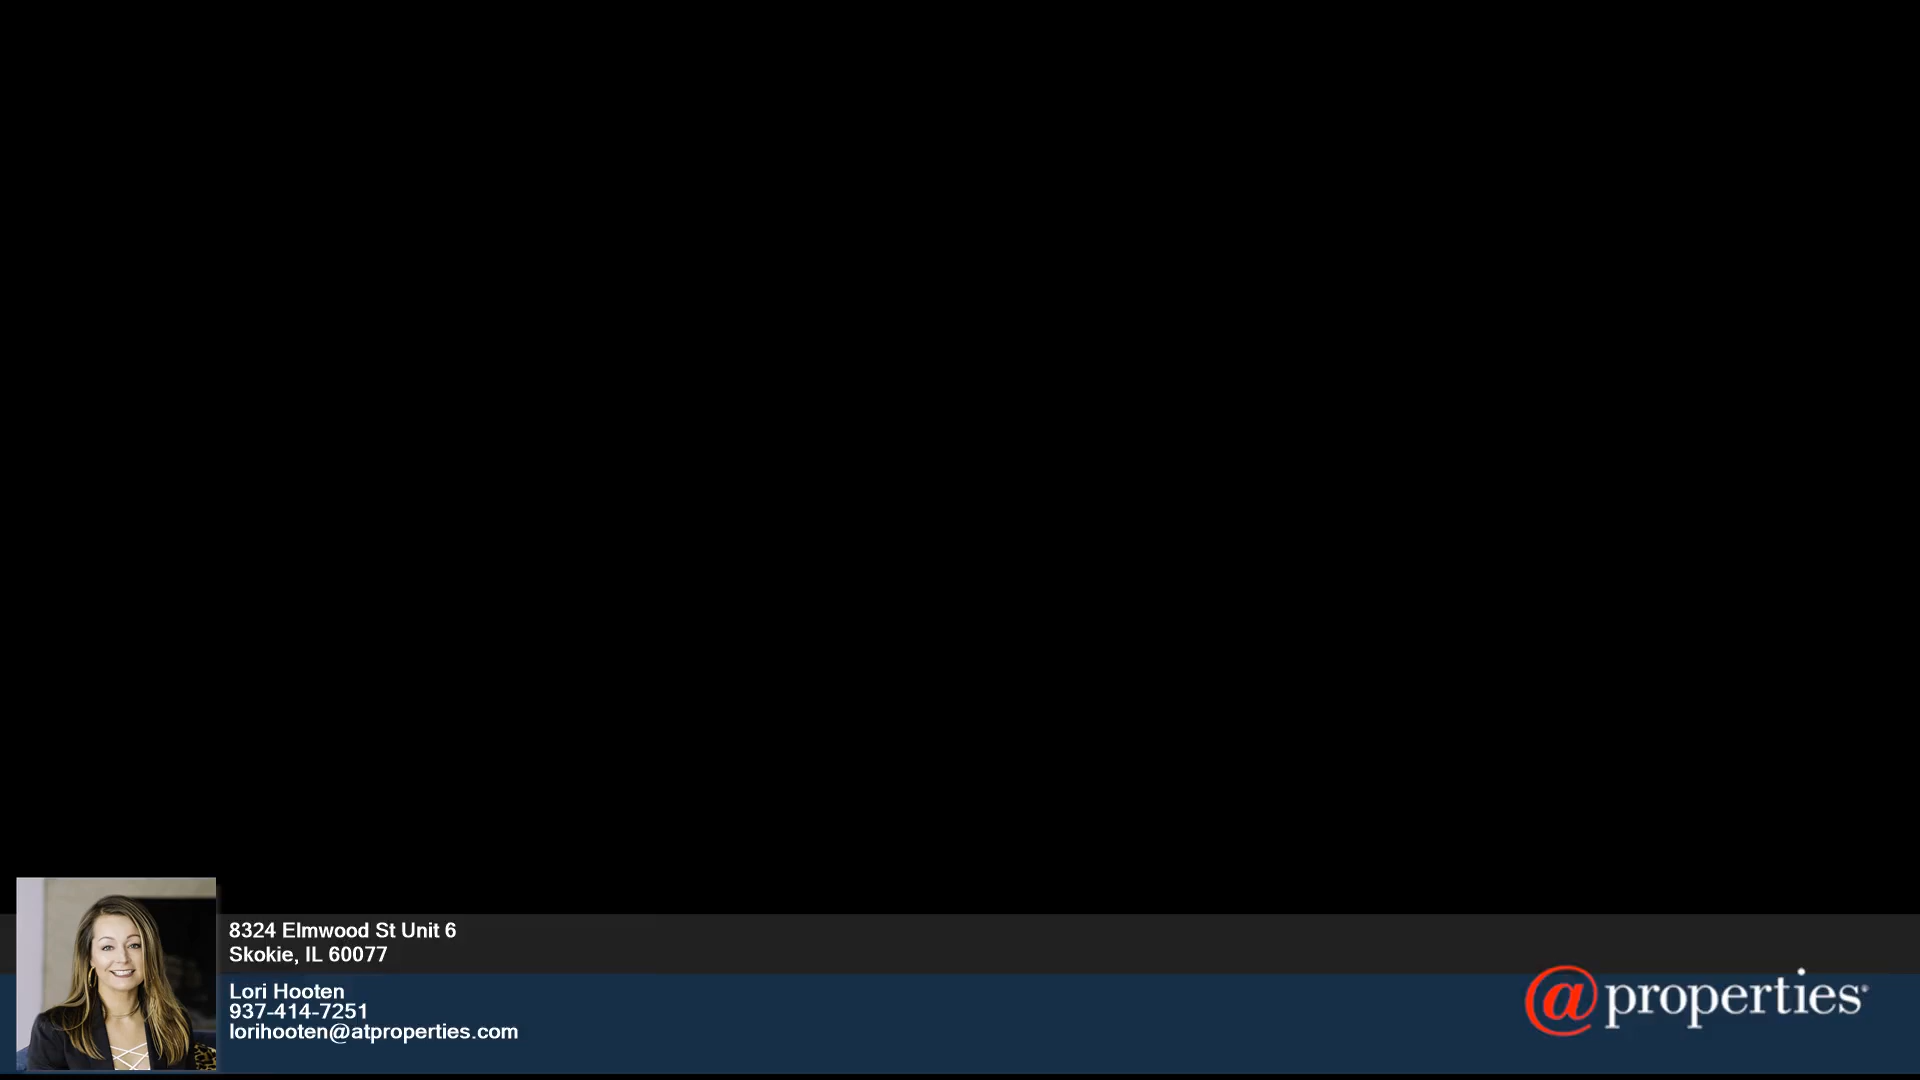 8324 Elmwood St Unit 6
Skokie, IL 60077
Lori Hooten
937-414-7251
lorihooten@atproperties.com
@properties®